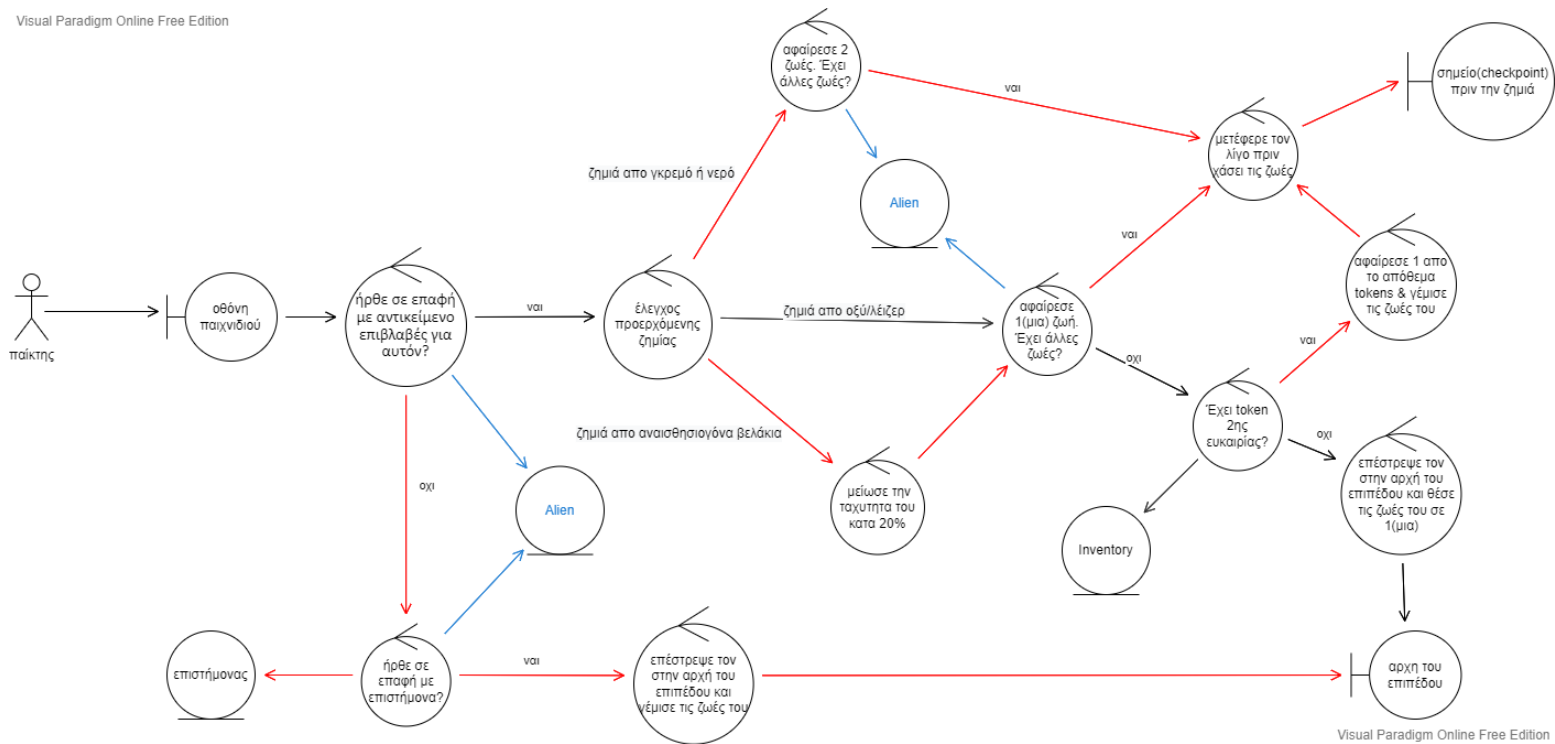 Visual Paradigm Online Free Edition
αφαίρεσε 2
ζωές. Έχει
άλλες ζωές?
ναι
σημείο(checkpoint)
πριν την ζημιά
μετέφερε τον
λίγο πριν
χάσει τις ζωές
ζημιά απο γκρεμό ή νερό
Alien
ναι
αφαίρεσε 1 απο
το απόθεμα
tokens & γέμισε
τις ζωές του
παίκτης
οθόνη
παιχνιδιού
ήρθε σε επαφή
με αντικείμενο
επιβλαβές για
αυτόν?
ναι
έλεγχος
προερχόμενης
ζημίας
ζημιά απο οξύ/λέιζερ
αφαίρεσε
1(μια) ζωή.
Έχει άλλες
ζωές?
οχι
ναι
Έχει token
2ης
ευκαιρίας?
οχι
ζημιά απο αναισθησιογόνα βελάκια
μείωσε την
ταχυτητα του
κατα 20%
επέστρεψε τον
στην αρχή του
επιπέδου και θέσε
τις ζωές του σε
1(μια)
οχι
Alien
Inventory
επιστήμονας
ήρθε σε
επαφή με
επιστήμονα?
ναι
επέστρεψε τον
στην αρχή του
επιπέδου και
γέμισε τις ζωές του
αρχη του
επιπέδου
Visual Paradigm Online Free Edition